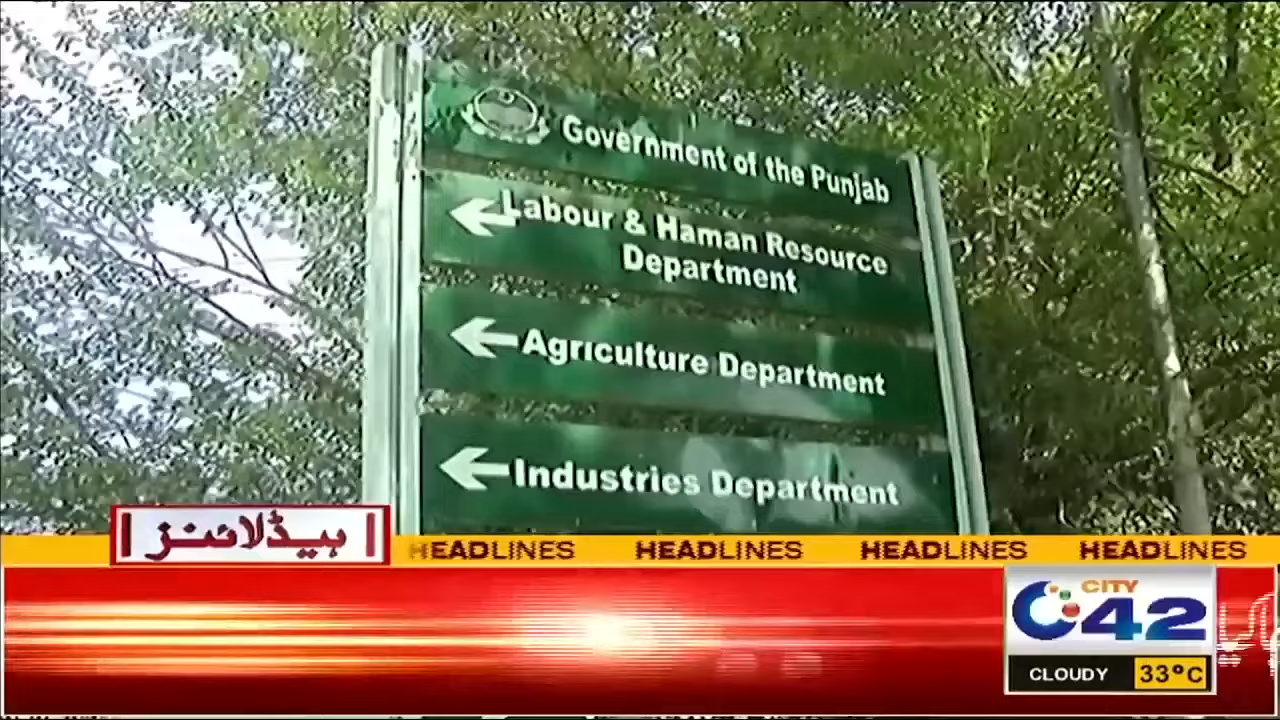 Government of the Punjab
Labour & Haman Resource
Department
Agriculture Department
Industries Department
ہیڈلائنز
HEADLINES HEADLINES HEADLINES HEADLINES
CITY
42
CLOUDY 33°C